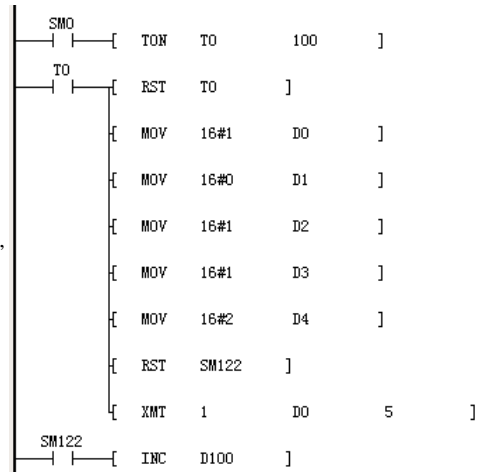 SM0
[ TON T0 100 ]
T0
[ RST T0 ]
[ MOV 16#1 D0 ]
[ MOV 16#0 D1 ]
[ MOV 16#1 D2 ]
,
[ MOV 16#1 D3 ]
[ MOV 16#2 D4 ]
[ RST SM122 ]
[ XMT 1 D0 5 ]
SM122
[ INC D100 ]